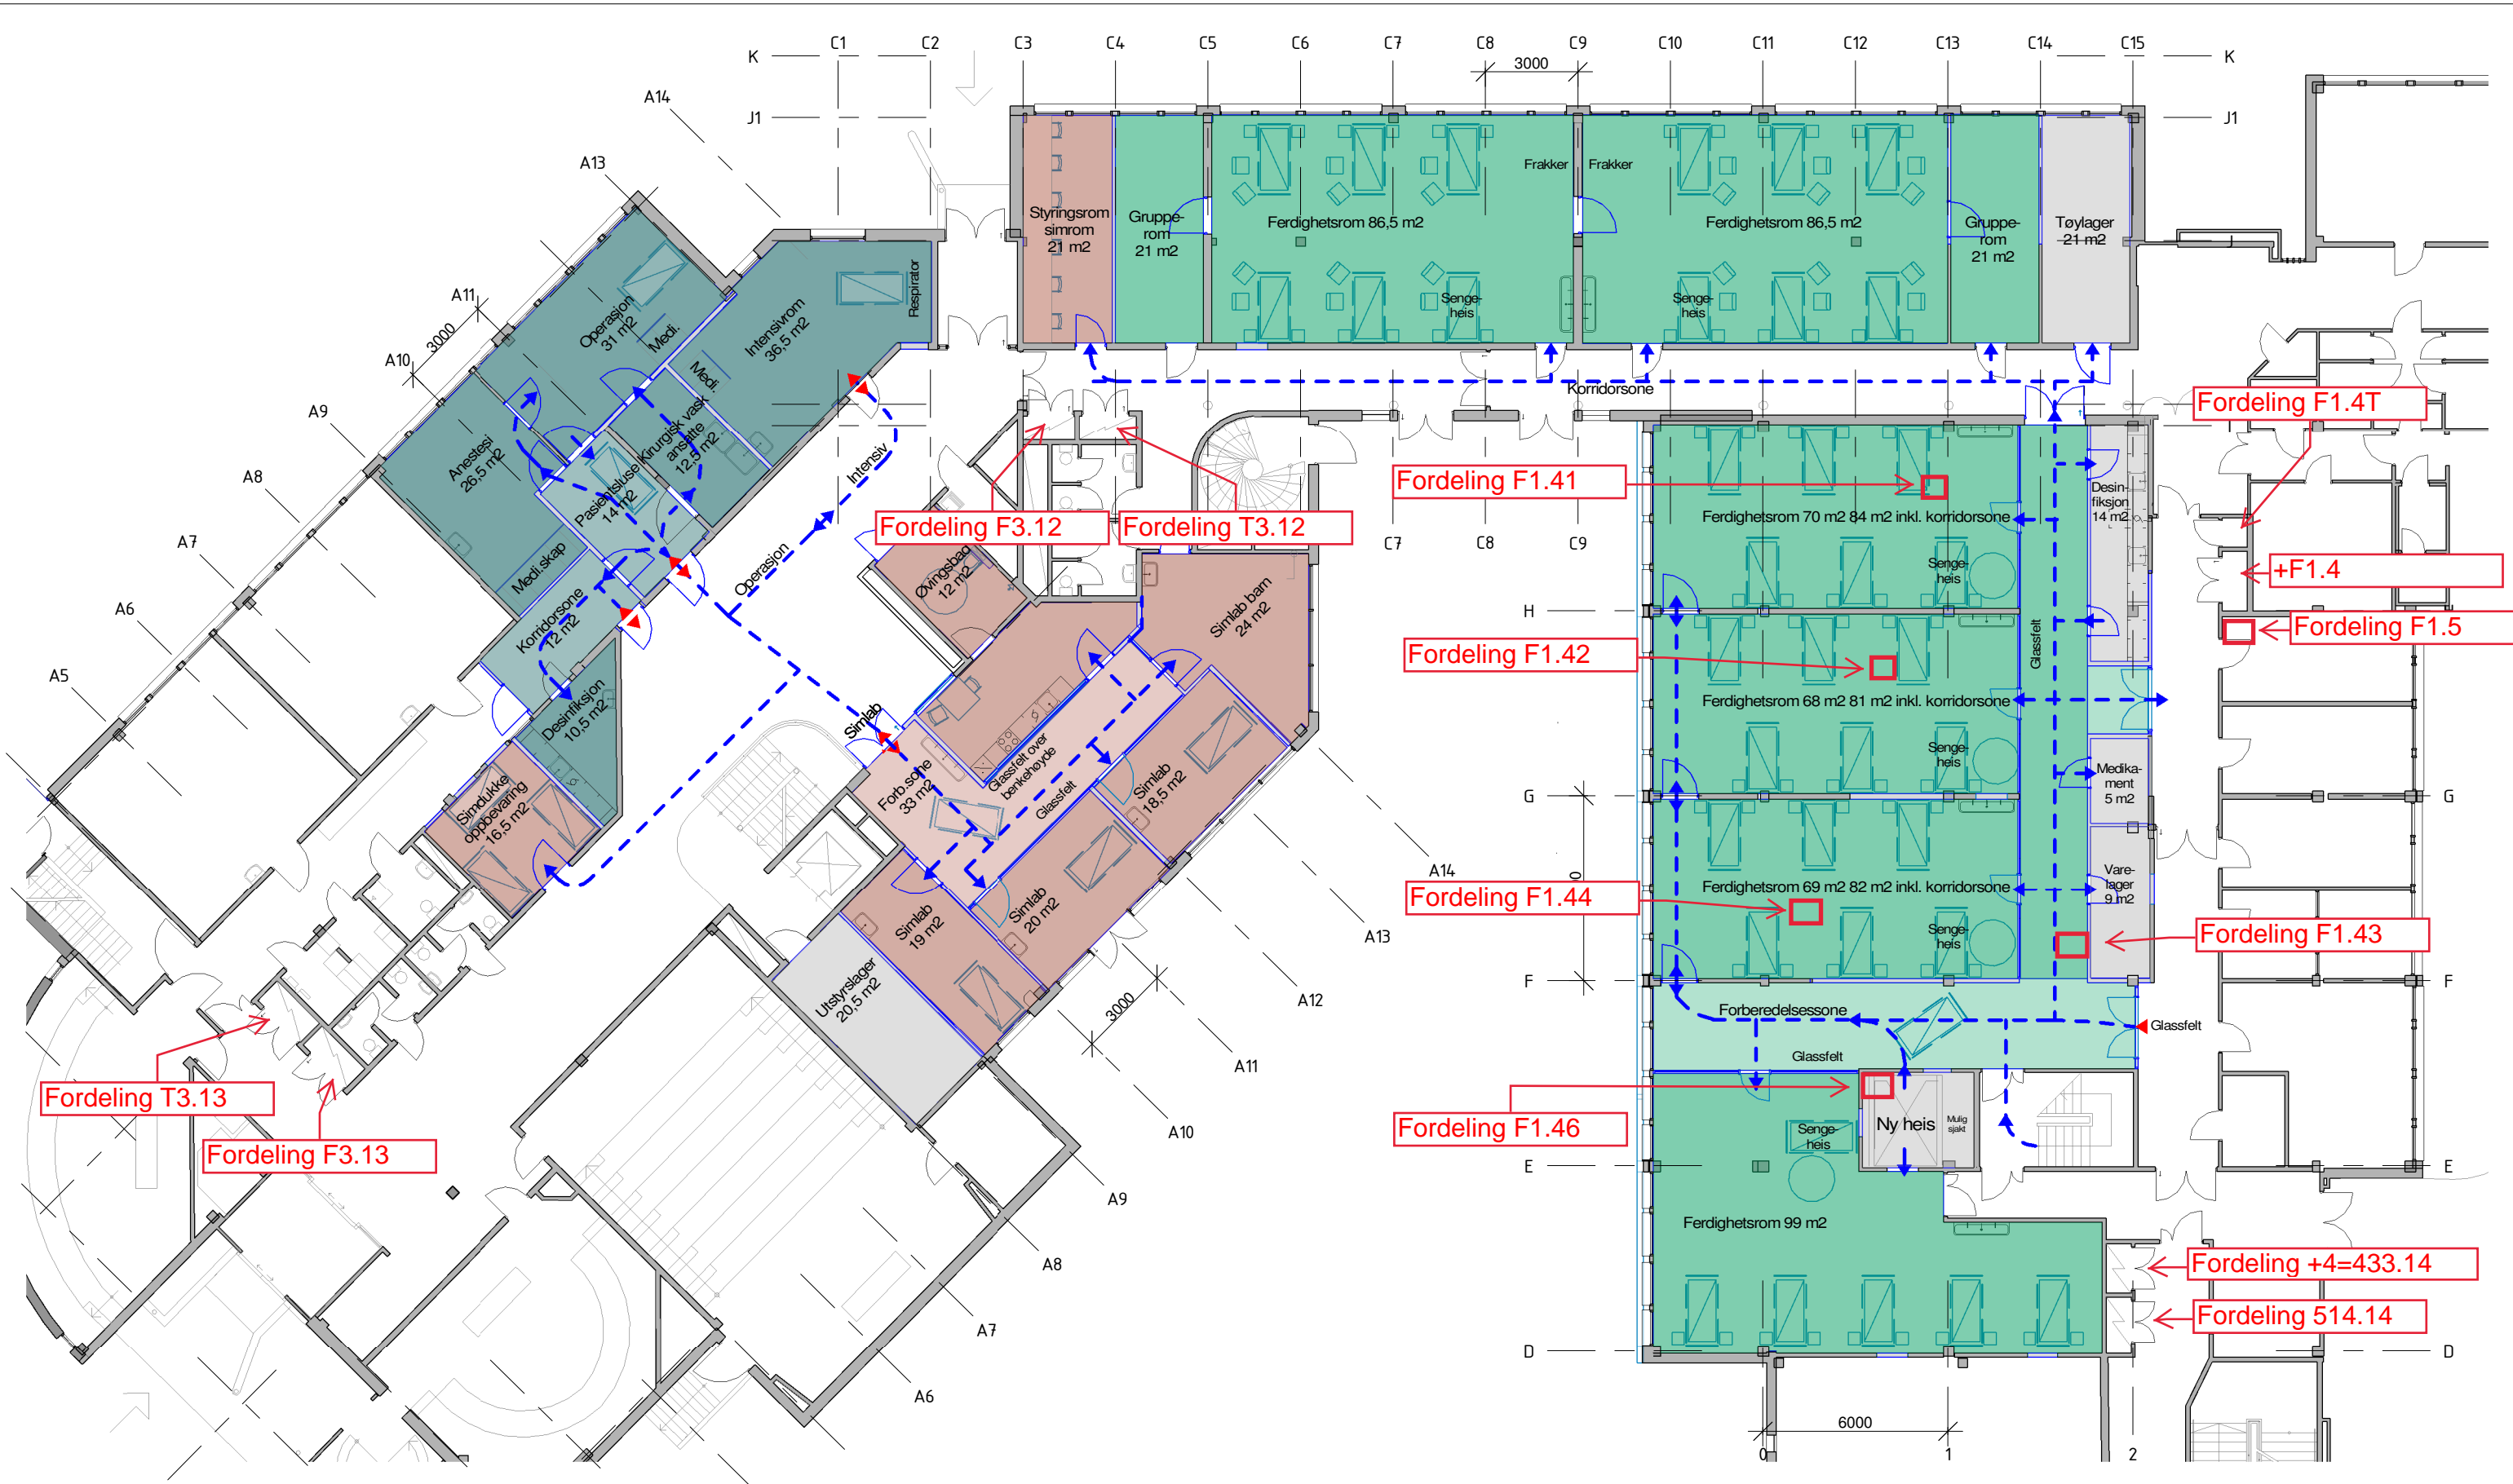 C1
C2
C3
C4
C5
C6
C7
C8
C9
C10
C11
C12
C13
C14
C15
K
K
3000
A14
J1
J1
A13
A11
3000
A10
A9
A8
A7
A6
A5
Operasjon
31 m2
Medi.
Intensivrom
36,5 m2
Respirator
Medi.
Kirurgisk vask
ansatte
12,5 m2
Anestesi
26,5 m2
Pasientsluse
14 m2
Medi.skap
Korridorsone
12 m2
Desinfiksjon
10,5 m2
Simdukke
oppbevaring
16,5 m2
Intensiv
Operasjon
Simlab
Styringsrom
simrom
21 m2
Gruppe-
rom
21 m2
Ferdighetsrom 86,5 m2
Frakker
Frakker
Senge-
heis
Senge-
heis
Ferdighetsrom 86,5 m2
Gruppe-
rom
21 m2
Tøylager
21 m2
Korridorsone
Fordeling F1.4T
Fordeling F1.41
Fordeling F3.12
Fordeling T3.12
C7
C8
C9
Ferdighetsrom 70 m2 84 m2 inkl. korridorsone
Senge-
heis
Desin-
fiksjon
14 m2
+F1.4
Fordeling F1.5
Øvingsbad
12 m2
Simlab barn
24 m2
H
Glassfelt
Fordeling F1.42
Ferdighetsrom 68 m2 81 m2 inkl. korridorsone
Senge-
heis
Medika-
ment
5 m2
G
G
Forb.sone
33 m2
Glassfelt over
benkehøyde
Glassfelt
Simlab
18,5 m2
Simlab
20 m2
Simlab
19 m2
Utstyrslager
20,5 m2
A14
A13
A12
3000
A11
A10
A9
A8
A7
A6
Fordeling F1.44
Ferdighetsrom 69 m2 82 m2 inkl. korridorsone
Senge-
heis
Vare-
lager
9 m2
Fordeling F1.43
F
F
Forberedelsessone
Glassfelt
Glassfelt
Fordeling T3.13
Fordeling F3.13
Fordeling F1.46
Senge-
heis
Ny heis
Mulig
sjakt
E
E
Ferdighetsrom 99 m2
Fordeling +4=433.14
Fordeling 514.14
D
D
6000
0
1
2